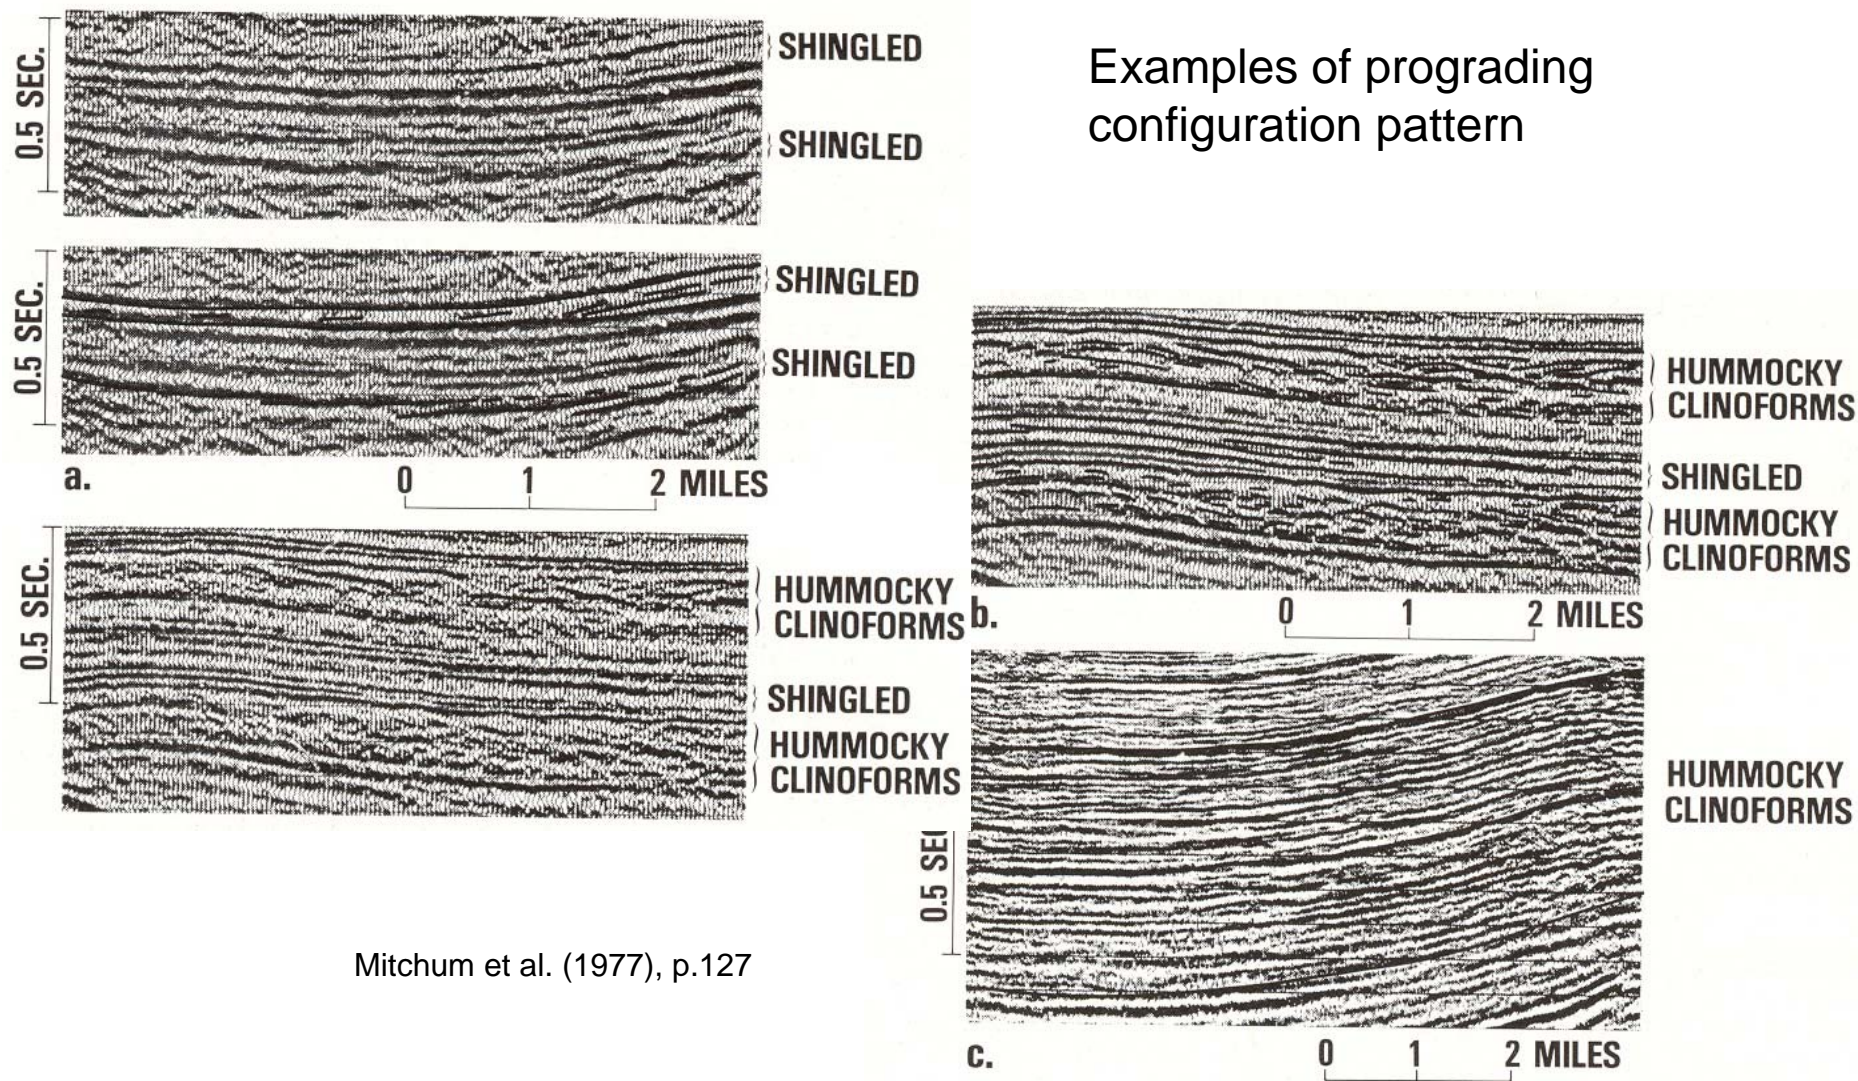 Examples of prograding
configuration pattern
0.5 SEC.
SHINGLED
SHINGLED
0.5 SEC.
SHINGLED
SHINGLED
a.
0 1 2 MILES
0.5 SEC.
HUMMOCKY
CLINOFORMS
SHINGLED
HUMMOCKY
CLINOFORMS
HUMMOCKY
CLINOFORMS
SHINGLED
HUMMOCKY
CLINOFORMS
b.
0 1 2 MILES
0.5 SEC
HUMMOCKY
CLINOFORMS
c.
0 1 2 MILES
Mitchum et al. (1977), p.127